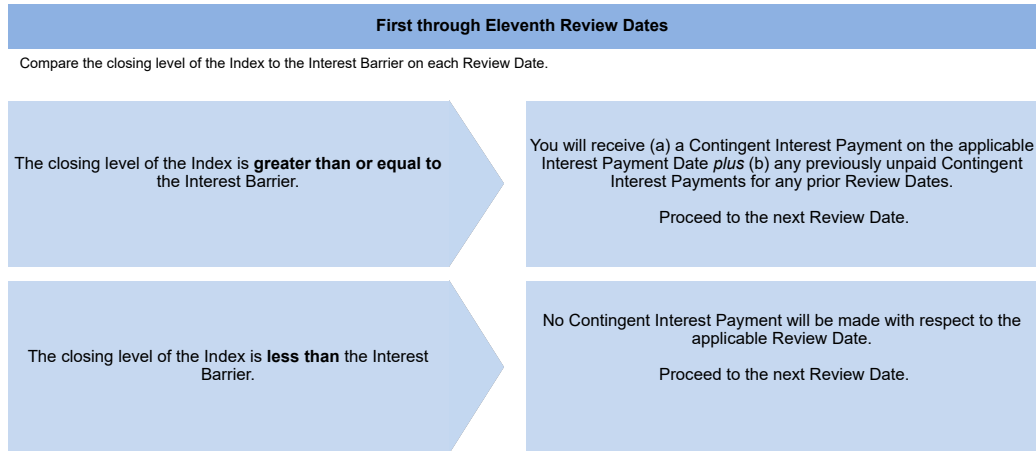 First through Eleventh Review Dates
Compare the closing level of the Index to the Interest Barrier on each Review Date.
The closing level of the Index is greater than or equal to
the Interest Barrier.
You will receive (a) a Contingent Interest Payment on the applicable
Interest Payment Date plus (b) any previously unpaid Contingent
Interest Payments for any prior Review Dates.
Proceed to the next Review Date.
The closing level of the Index is less than the Interest
Barrier.
No Contingent Interest Payment will be made with respect to the
applicable Review Date.
Proceed to the next Review Date.